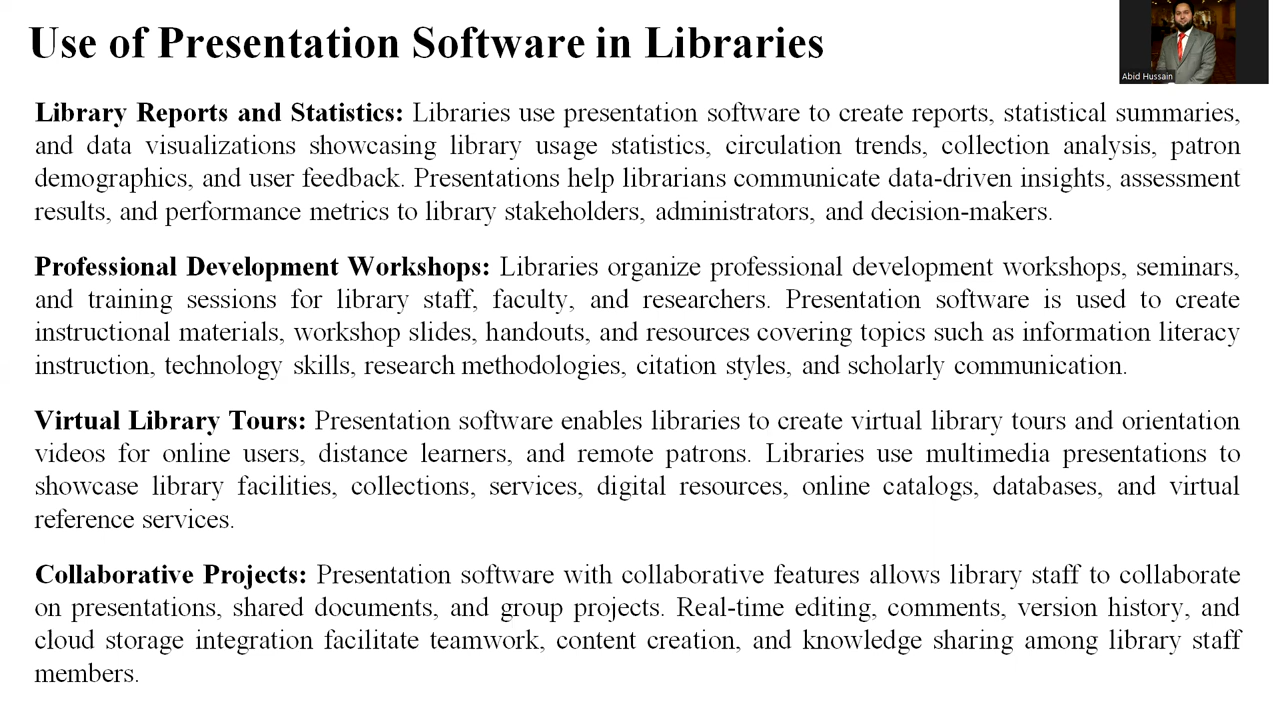 Use of Presentation Software in Libraries
Abid Hussain
Library Reports and Statistics: Libraries use presentation software to create reports, statistical summaries,
and data visualizations showcasing library usage statistics, circulation trends, collection analysis, patron
demographics, and user feedback. Presentations help librarians communicate data-driven insights, assessment
results, and performance metrics to library stakeholders, administrators, and decision-makers.
Professional Development Workshops: Libraries organize professional development workshops, seminars,
and training sessions for library staff, faculty, and researchers. Presentation software is used to create
instructional materials, workshop slides, handouts, and resources covering topics such as information literacy
instruction, technology skills, research methodologies, citation styles, and scholarly communication.
Virtual Library Tours: Presentation software enables libraries to create virtual library tours and orientation
videos for online users, distance learners, and remote patrons. Libraries use multimedia presentations to
showcase library facilities, collections, services, digital resources, online catalogs, databases, and virtual
reference services.
Collaborative Projects: Presentation software with collaborative features allows library staff to collaborate
on presentations, shared documents, and group projects. Real-time editing, comments, version history, and
cloud storage integration facilitate teamwork, content creation, and knowledge sharing among library staff
members.